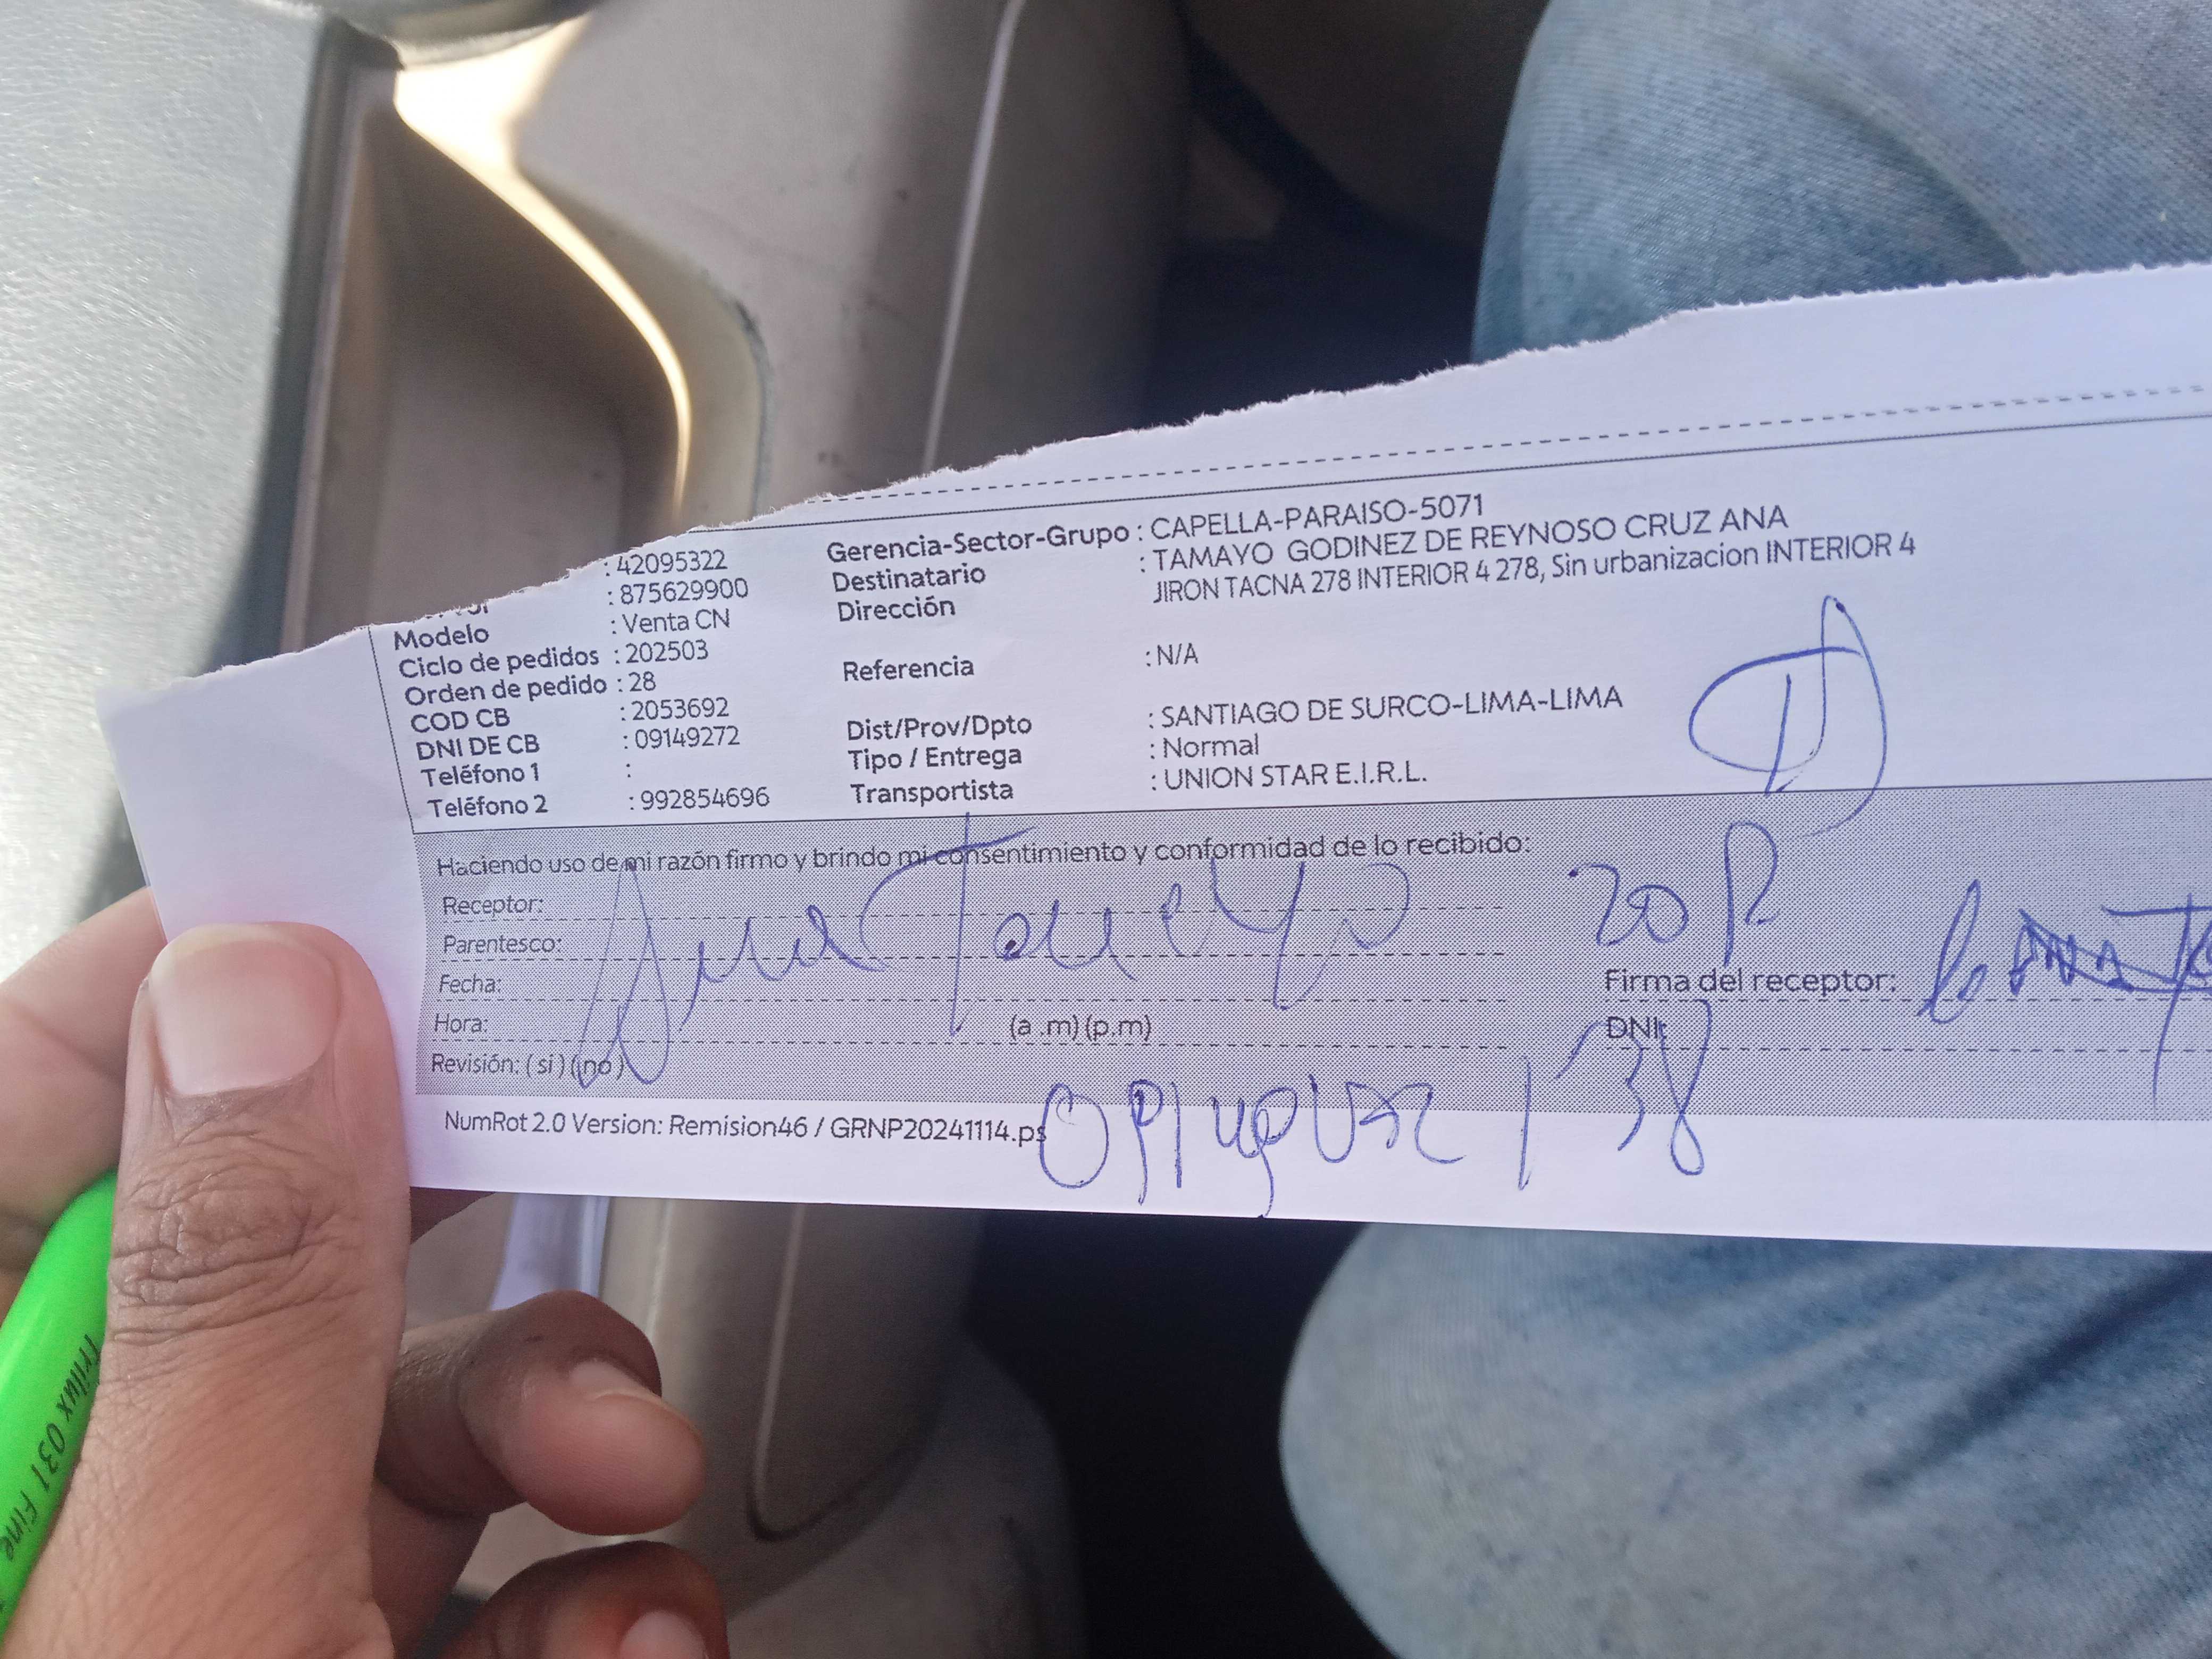 : 42095322
: 875629900
Modelo : Venta CN
Ciclo de pedidos : 202503
Orden de pedido : 28
COD CB : 2053692
DNI DE CB : 09149272
Teléfono 1 :
Teléfono 2 : 992854696
Gerencia-Sector-Grupo : CAPELLA-PARAISO-5071
Destinatario : TAMAYO GODINEZ DE REYNOSO CRUZ ANA
Dirección JIRON TACNA 278 INTERIOR 4 278, Sin urbanizacion INTERIOR 4
Referencia : N/A
Dist/Prov/Dpto : SANTIAGO DE SURCO-LIMA-LIMA
Tipo / Entrega : Normal
Transportista : UNION STAR E.I.R.L.
Haciendo uso de mi razón firmo y brindo mi consentimiento y conformidad de lo recibido:
Receptor:
Parentesco:
Fecha:
Hora: (a .m) (p.m)
Revisión: ( si ) ( no )
Firma del receptor:
DNI:
NumRot 2.0 Version: Remision46 / GRNP20241114.ps
Trilux 031 Fine